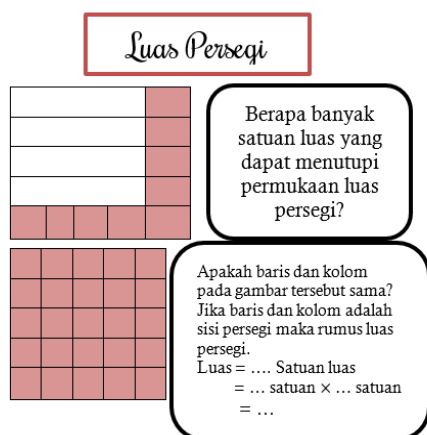 Luas Persegi
Berapa banyak
satuan luas yang
dapat menutupi
permukaan luas
persegi?
Apakah baris dan kolom
pada gambar tersebut sama?
Jika baris dan kolom adalah
sisi persegi maka rumus luas
persegi.
Luas = .... Satuan luas
= ... satuan × ... satuan
= ...